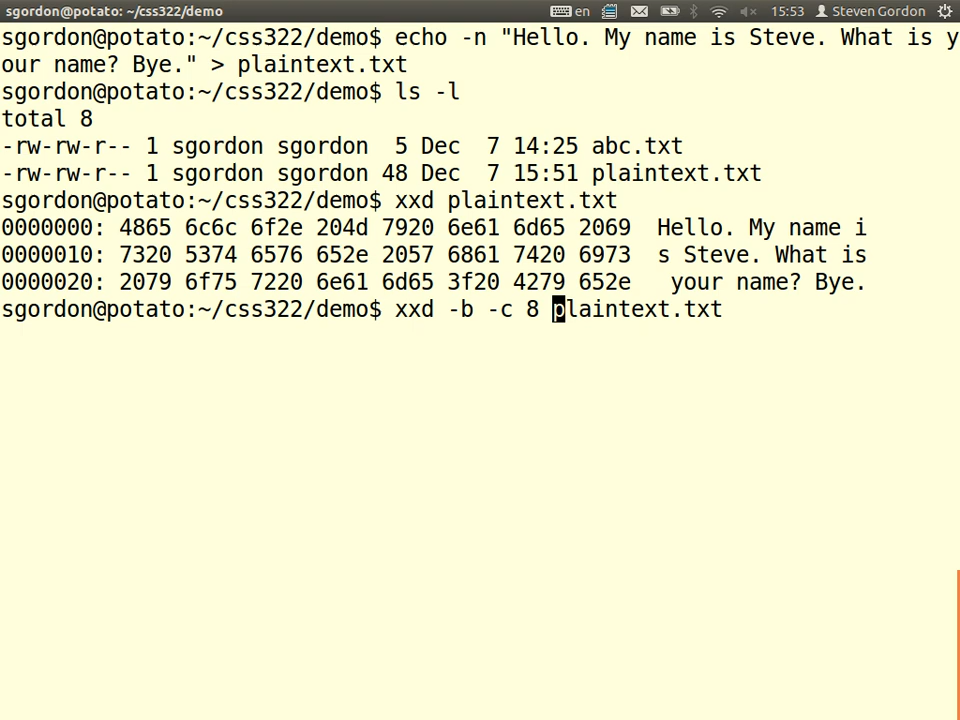 sgordon@potato: ~/css322/demo en 15:53 Steven Gordon
sgordon@potato:~/css322/demo$ echo -n "Hello. My name is Steve. What is y
our name? Bye." > plaintext.txt
sgordon@potato:~/css322/demo$ ls -l
total 8
-rw-rw-r-- 1 sgordon sgordon  5 Dec  7 14:25 abc.txt
-rw-rw-r-- 1 sgordon sgordon 48 Dec  7 15:51 plaintext.txt
sgordon@potato:~/css322/demo$ xxd plaintext.txt
0000000: 4865 6c6c 6f2e 204d 7920 6e61 6d65 2069  Hello. My name i
0000010: 7320 5374 6576 652e 2057 6861 7420 6973  s Steve. What is
0000020: 2079 6f75 7220 6e61 6d65 3f20 4279 652e   your name? Bye.
sgordon@potato:~/css322/demo$ xxd -b -c 8 plaintext.txt